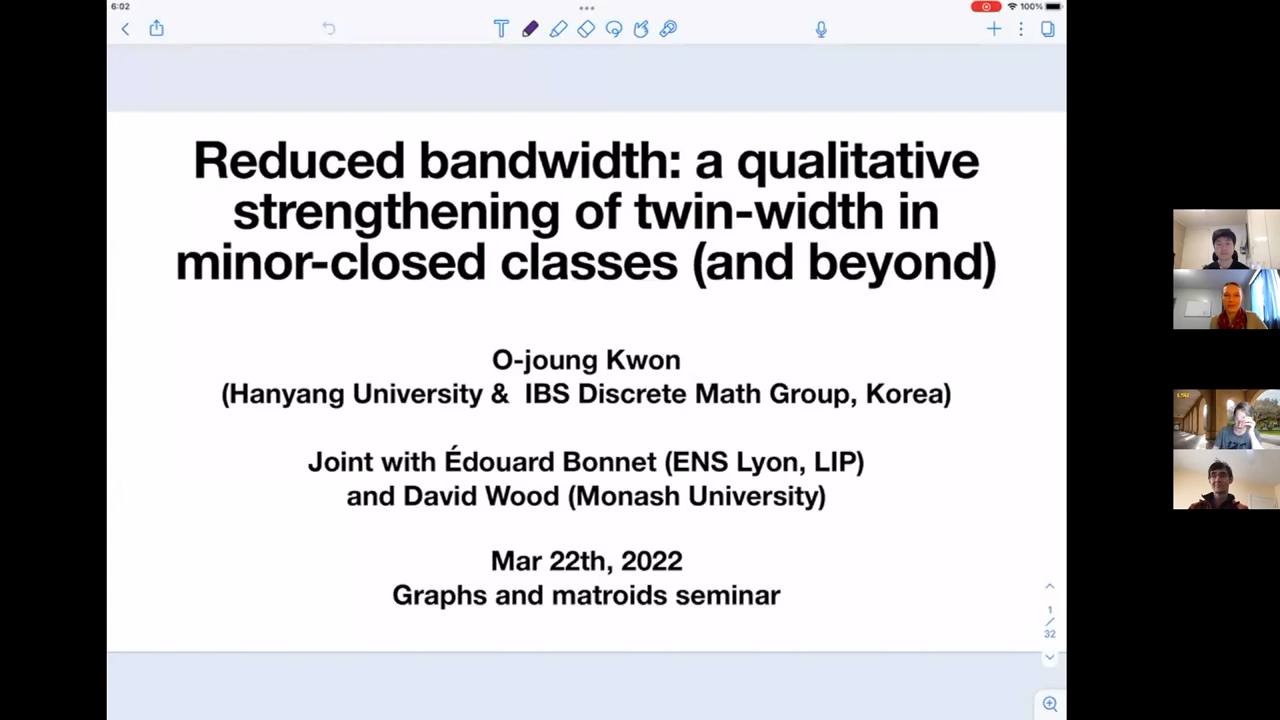 6:02
100%
T
Reduced bandwidth: a qualitative
strengthening of twin-width in
minor-closed classes (and beyond)
O-joung Kwon
(Hanyang University & IBS Discrete Math Group, Korea)
Joint with Édouard Bonnet (ENS Lyon, LIP)
and David Wood (Monash University)
Mar 22th, 2022
Graphs and matroids seminar
1
/
32